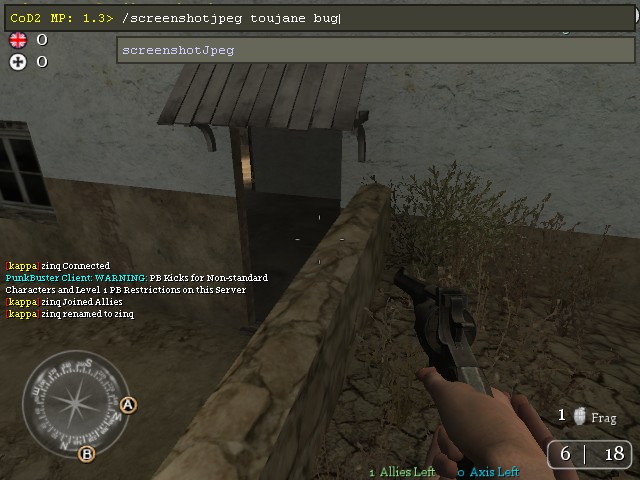 CoD2 MP: 1.3> /screenshotjpeg toujane bug
screenshotJpeg
0
0
[kappa] zinq Connected
PunkBuster Client: WARNING: PB Kicks for Non-standard
Characters and Level 1 PB Restrictions on this Server
[kappa] zinq Joined Allies
[kappa] zinq renamed to zinq
S
N
A
B
1 Frag
6 | 18
1 Allies Left 0 Axis Left